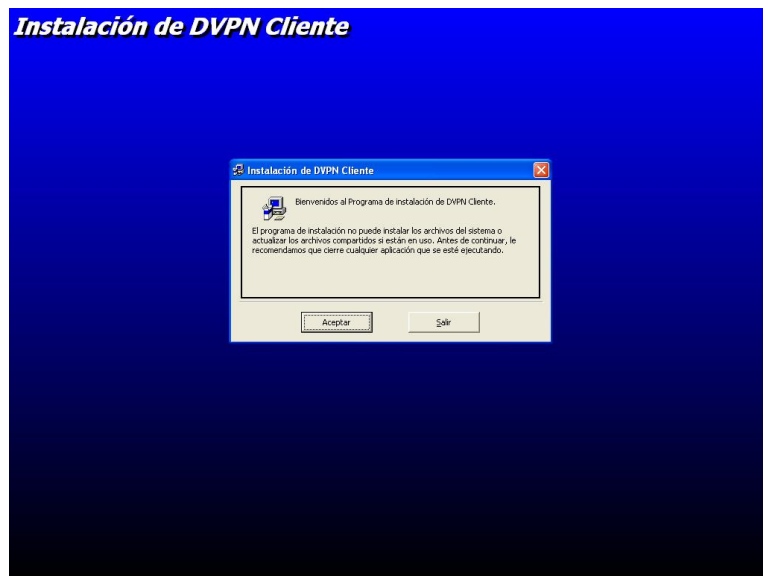 Instalación de DVPN Cliente
Instalación de DVPN Cliente
Bienvenidos al Programa de instalación de DVPN Cliente.
El programa de instalación no puede instalar los archivos del sistema o
actualizar los archivos compartidos si están en uso. Antes de continuar, le
recomendamos que cierre cualquier aplicación que se esté ejecutando.
Aceptar
Salir